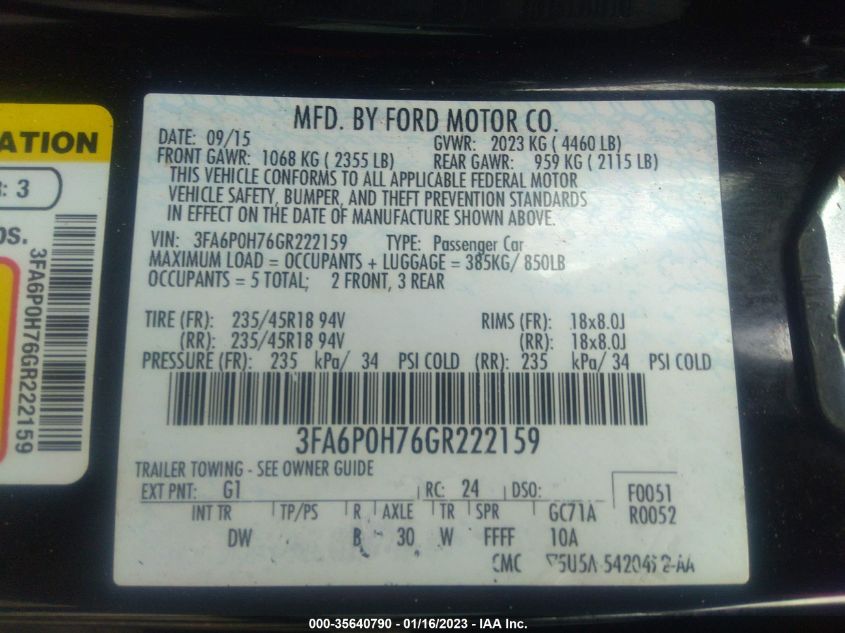 ATION
: 3
os.
3FA6P0H76GR222159
MFD. BY FORD MOTOR CO.
DATE: 09/15 GVWR: 2023 KG ( 4460 LB)
FRONT GAWR: 1068 KG ( 2355 LB) REAR GAWR: 959 KG ( 2115 LB)
THIS VEHICLE CONFORMS TO ALL APPLICABLE FEDERAL MOTOR
VEHICLE SAFETY, BUMPER, AND THEFT PREVENTION STANDARDS
IN EFFECT ON THE DATE OF MANUFACTURE SHOWN ABOVE.
VIN: 3FA6P0H76GR222159 TYPE: Passenger Car
MAXIMUM LOAD = OCCUPANTS + LUGGAGE = 385KG/ 850LB
OCCUPANTS = 5 TOTAL; 2 FRONT, 3 REAR
TIRE (FR): 235/45R18 94V RIMS (FR): 18x8.0J
(RR): 235/45R18 94V (RR): 18x8.0J
PRESSURE (FR): 235 kPa/ 34 PSI COLD (RR): 235 kPa/ 34 PSI COLD
3FA6P0H76GR222159
TRAILER TOWING - SEE OWNER GUIDE
EXT PNT: G1 RC: 24 DSO: F0051
INT TR TP/PS R AXLE TR SPR GC71A R0052
DW B 30 W FFFF 10A
CMC
000-35640790 - 01/16/2023 - IAA Inc.